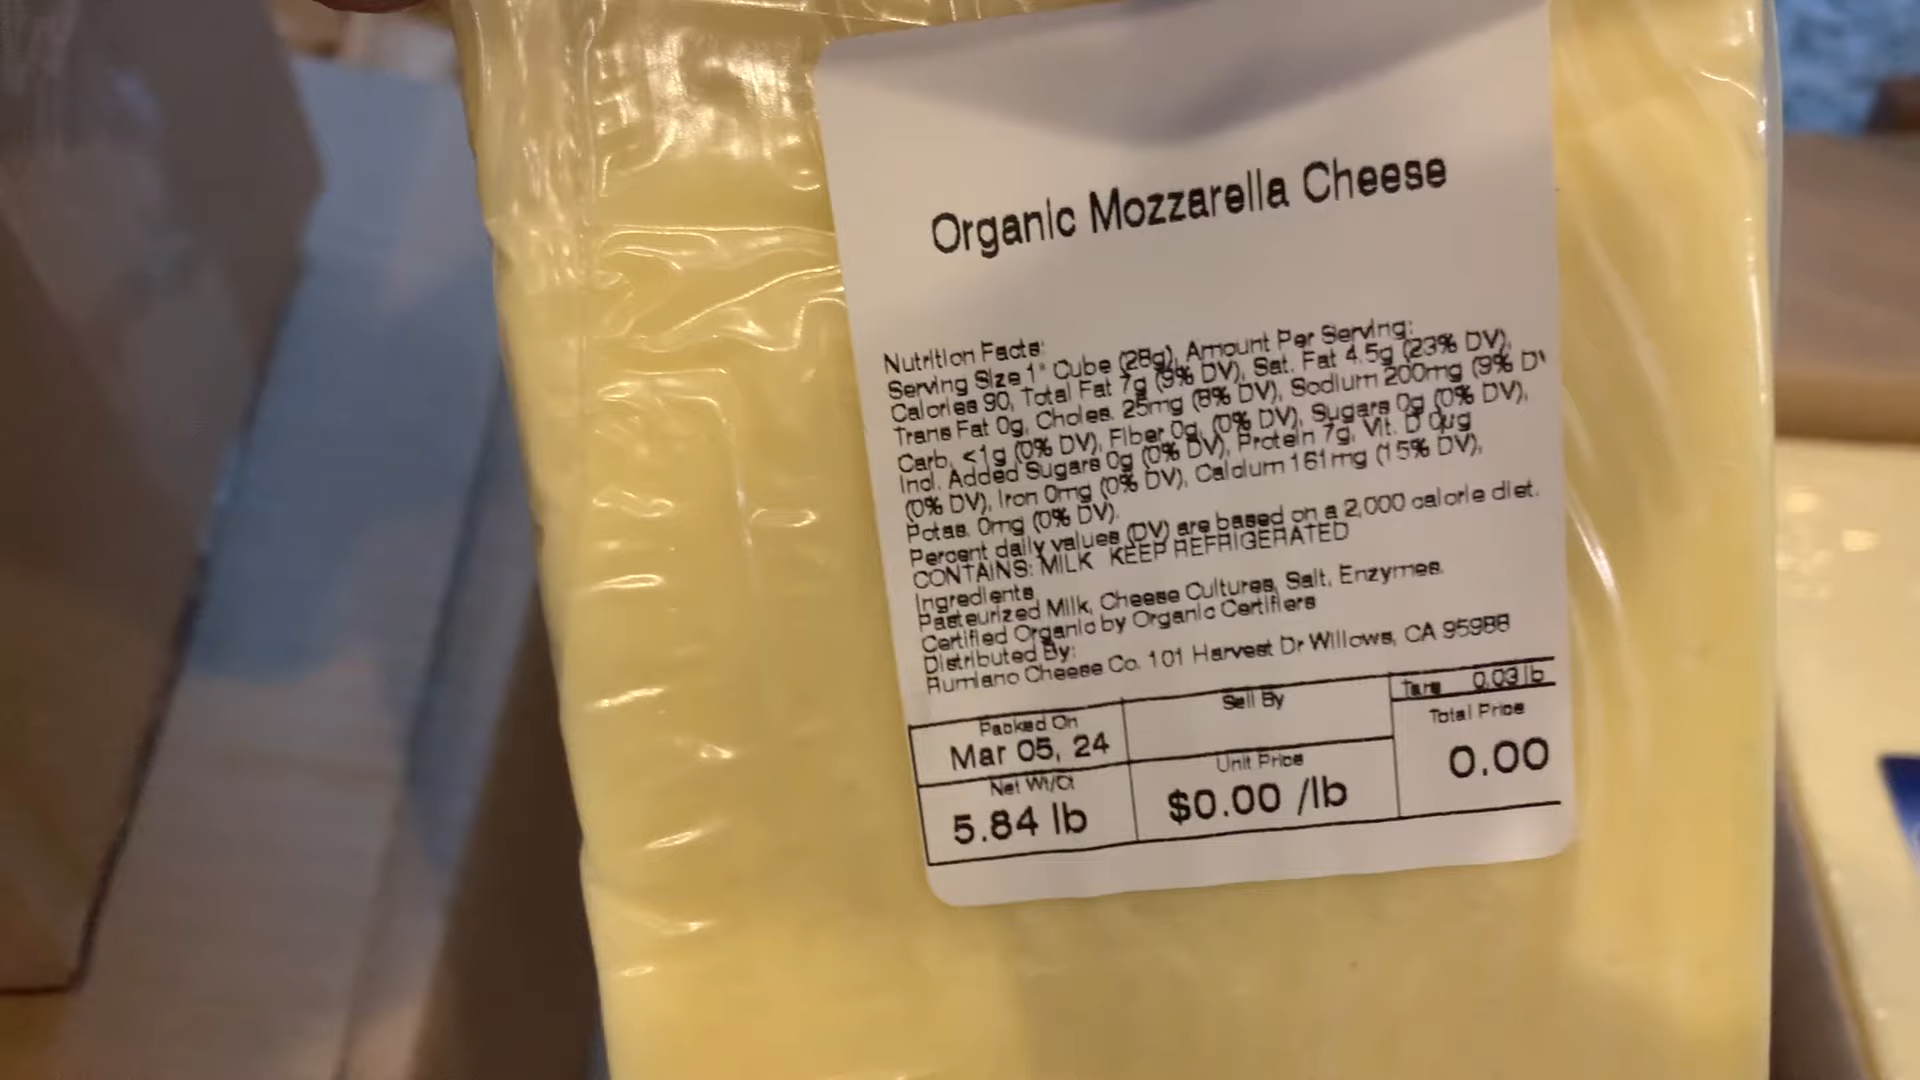 Organic Mozzarella Cheese
Nutrition Facts:
Serving Size 1" Cube (28g), Amount Per Serving:
Calories 90, Total Fat 7g (9% DV), Sat. Fat 4.5g (23% DV),
Trans Fat 0g, Choles. 25mg (8% DV), Sodium 200mg (9% D
Carb. <1g (0% DV), Fiber 0g, (0% DV), Sugars 0g (0% DV),
Incl. Added Sugars 0g (0% DV), Protein 7g, Vit. D 0ug
(0% DV), Iron 0mg (0% DV), Calcium 161mg (15% DV),
Potas. 0mg (0% DV).
Percent daily values (DV) are based on a 2,000 calorie diet.
CONTAINS: MILK KEEP REFRIGERATED
Ingredients,
Pasteurized Milk, Cheese Cultures, Salt, Enzymes.
Certified Organic by Organic Certifiers
Distributed By:
Rumiano Cheese Co. 101 Harvest Dr Willows, CA 95988
Tare 0.03 lb
Packed On
Sell By
Total Price
Mar 05, 24
0.00
Net Wt/Ct
Unit Price
5.84 lb
$0.00 /lb